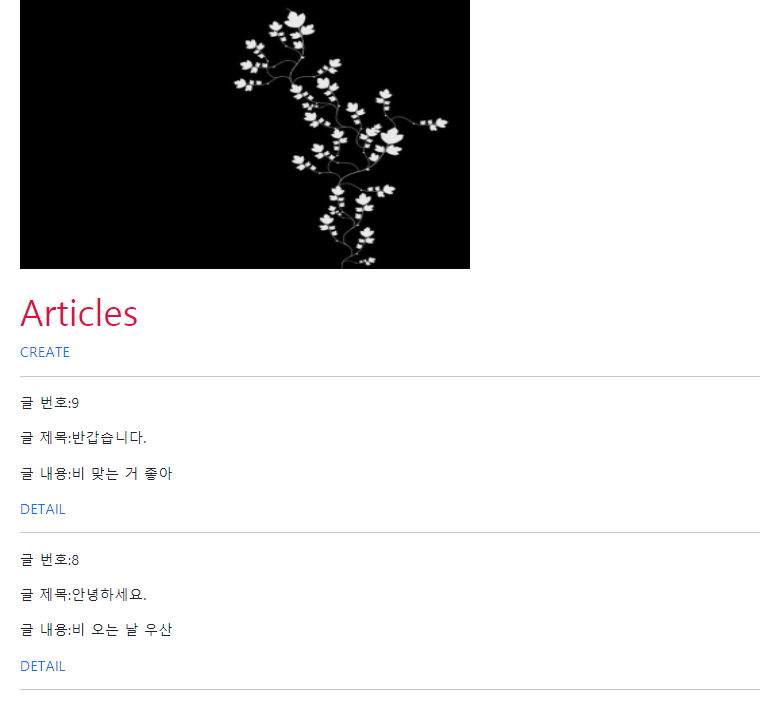 Articles
CREATE
글 번호:9
글 제목:반갑습니다.
글 내용:비 맞는 거 좋아
DETAIL
글 번호:8
글 제목:안녕하세요.
글 내용:비 오는 날 우산
DETAIL